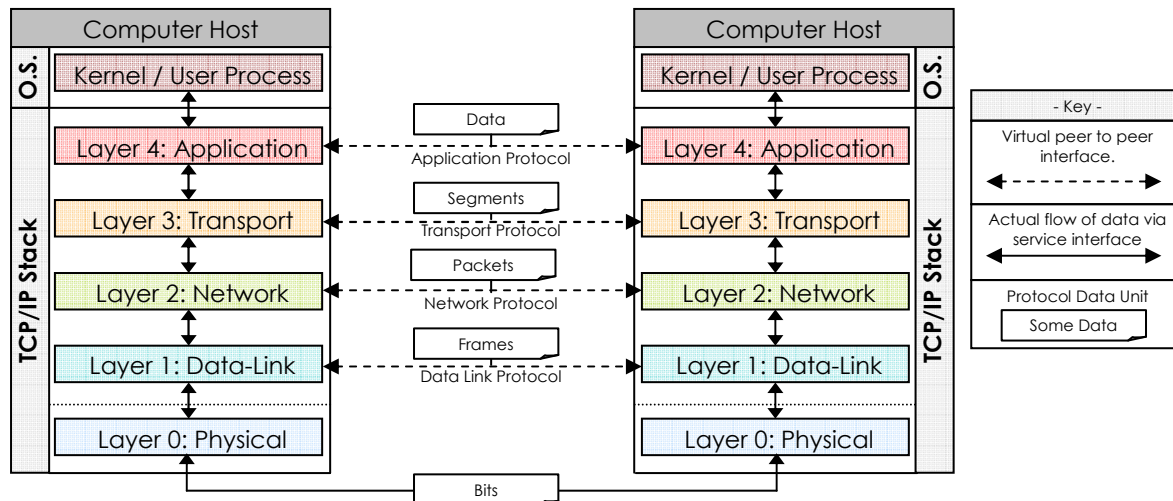 Computer Host
O.S.
Kernel / User Process
TCP/IP Stack
Layer 4: Application
Layer 3: Transport
Layer 2: Network
Layer 1: Data-Link
Layer 0: Physical
Data
Application Protocol
Segments
Transport Protocol
Packets
Network Protocol
Frames
Data Link Protocol
Bits
Computer Host
Kernel / User Process
O.S.
Layer 4: Application
Layer 3: Transport
Layer 2: Network
Layer 1: Data-Link
Layer 0: Physical
TCP/IP Stack
- Key -
Virtual peer to peer
interface.
Actual flow of data via
service interface
Protocol Data Unit
Some Data